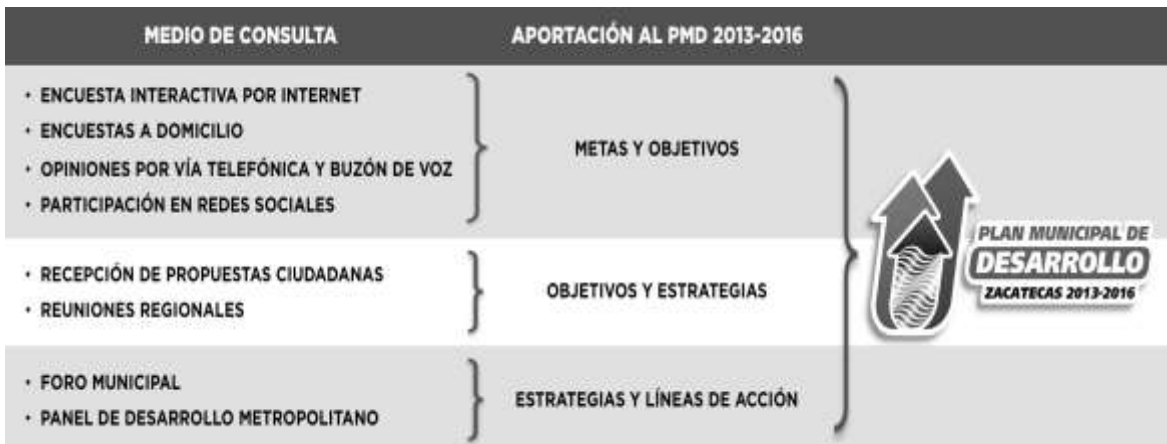 MEDIO DE CONSULTA
APORTACIÓN AL PMD 2013-2016
• ENCUESTA INTERACTIVA POR INTERNET
• ENCUESTAS A DOMICILIO
• OPINIONES POR VÍA TELEFÓNICA Y BUZÓN DE VOZ
• PARTICIPACIÓN EN REDES SOCIALES
METAS Y OBJETIVOS
• RECEPCIÓN DE PROPUESTAS CIUDADANAS
• REUNIONES REGIONALES
OBJETIVOS Y ESTRATEGIAS
• FORO MUNICIPAL
• PANEL DE DESARROLLO METROPOLITANO
ESTRATEGIAS Y LÍNEAS DE ACCIÓN
PLAN MUNICIPAL DE
DESARROLLO
ZACATECAS 2013-2016